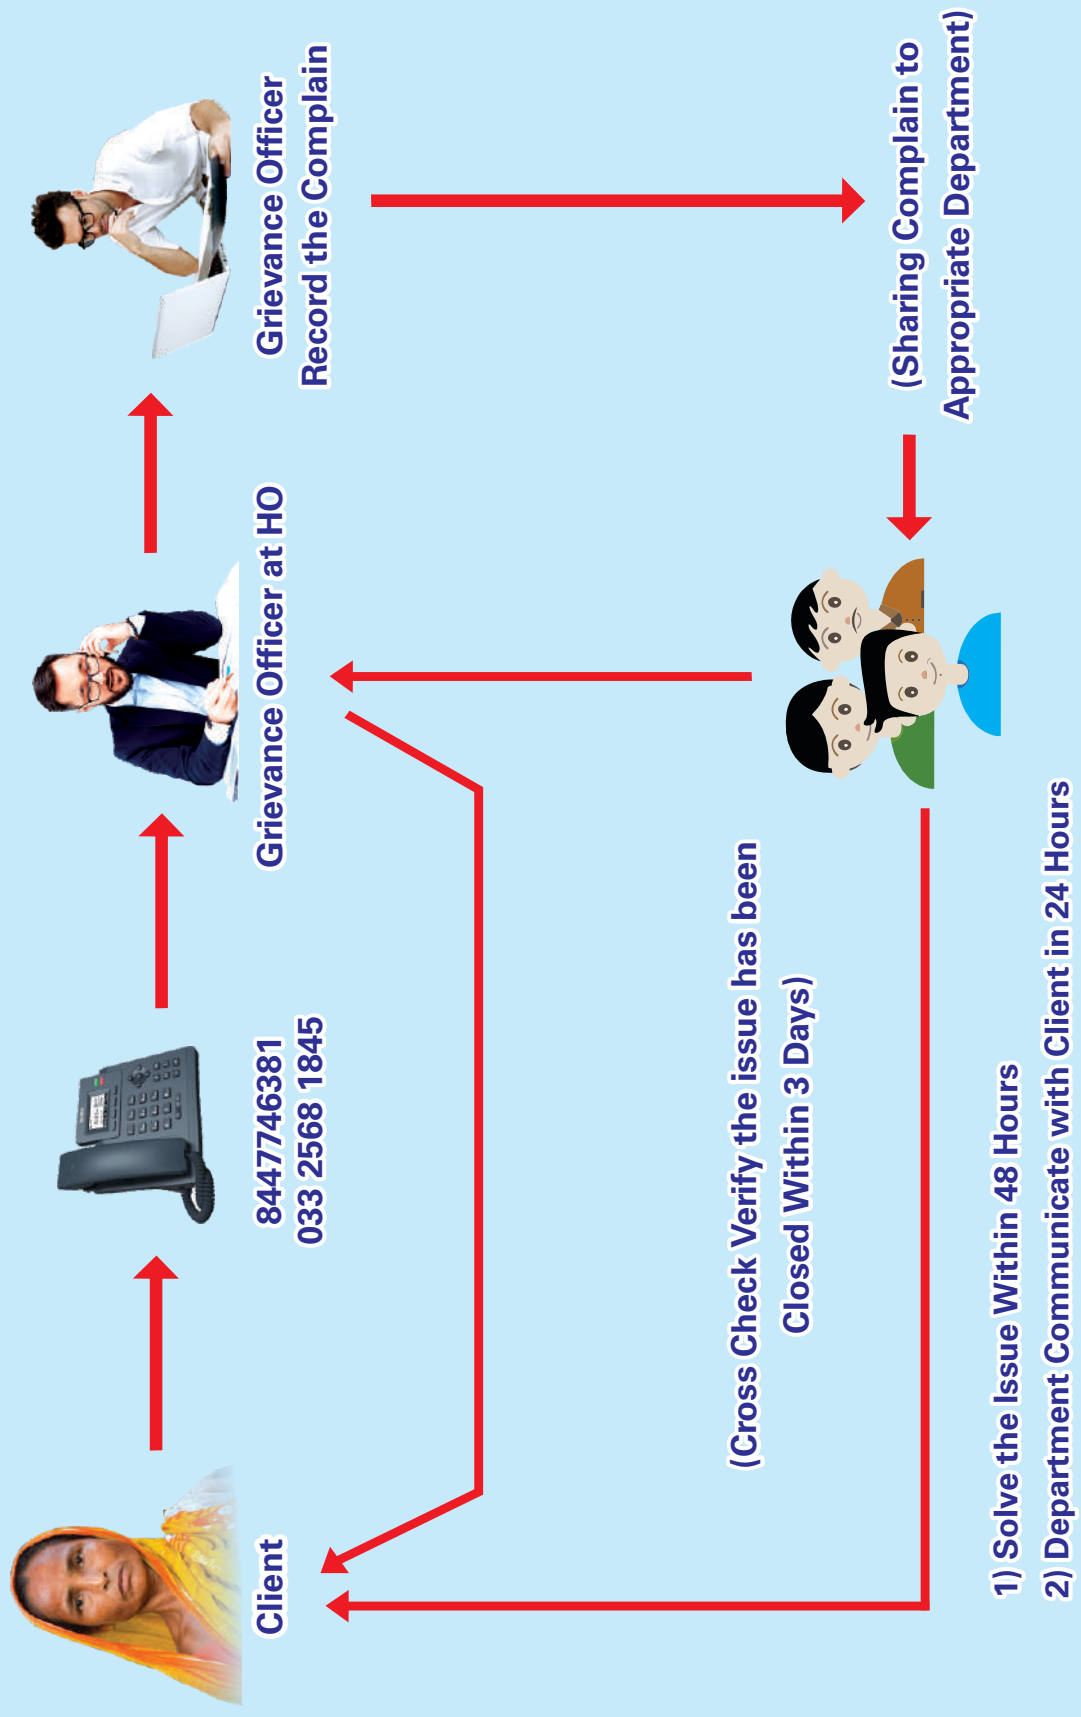 Client
8447746381
033 2568 1845
Grievance Officer at HO
Grievance Officer
Record the Complain
(Sharing Complain to
Appropriate Department)
(Cross Check Verify the issue has been
Closed Within 3 Days)
1) Solve the Issue Within 48 Hours
2) Department Communicate with Client in 24 Hours